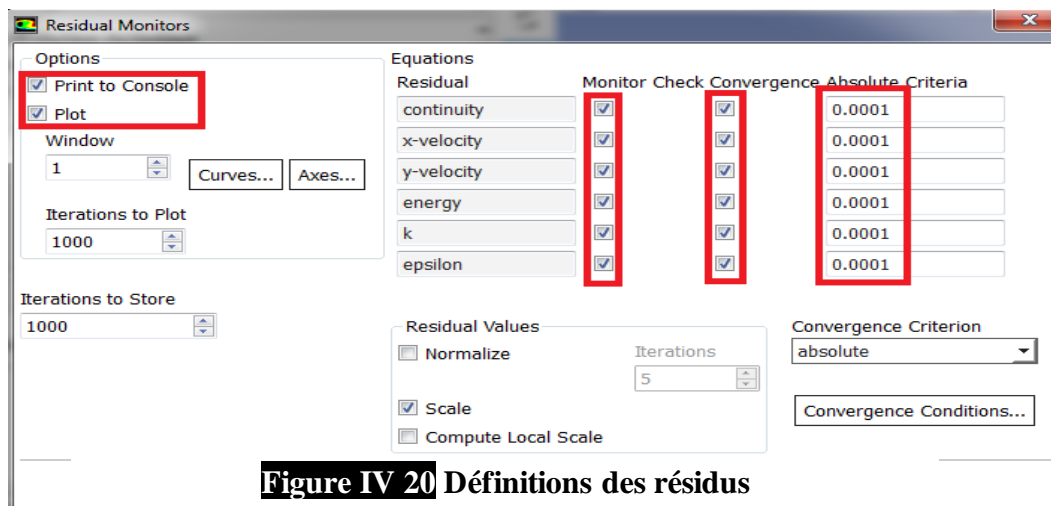 Residual Monitors
Options
Print to Console
Plot
Window
1
Curves...
Axes...
Iterations to Plot
1000
Iterations to Store
1000
Equations
Residual Monitor Check Convergence Absolute Criteria
continuity 0.0001
x-velocity 0.0001
y-velocity 0.0001
energy 0.0001
k 0.0001
epsilon 0.0001
Residual Values
Normalize
Iterations
5
Scale
Compute Local Scale
Convergence Criterion
absolute
Convergence Conditions...
Figure IV 20 Définitions des résidus